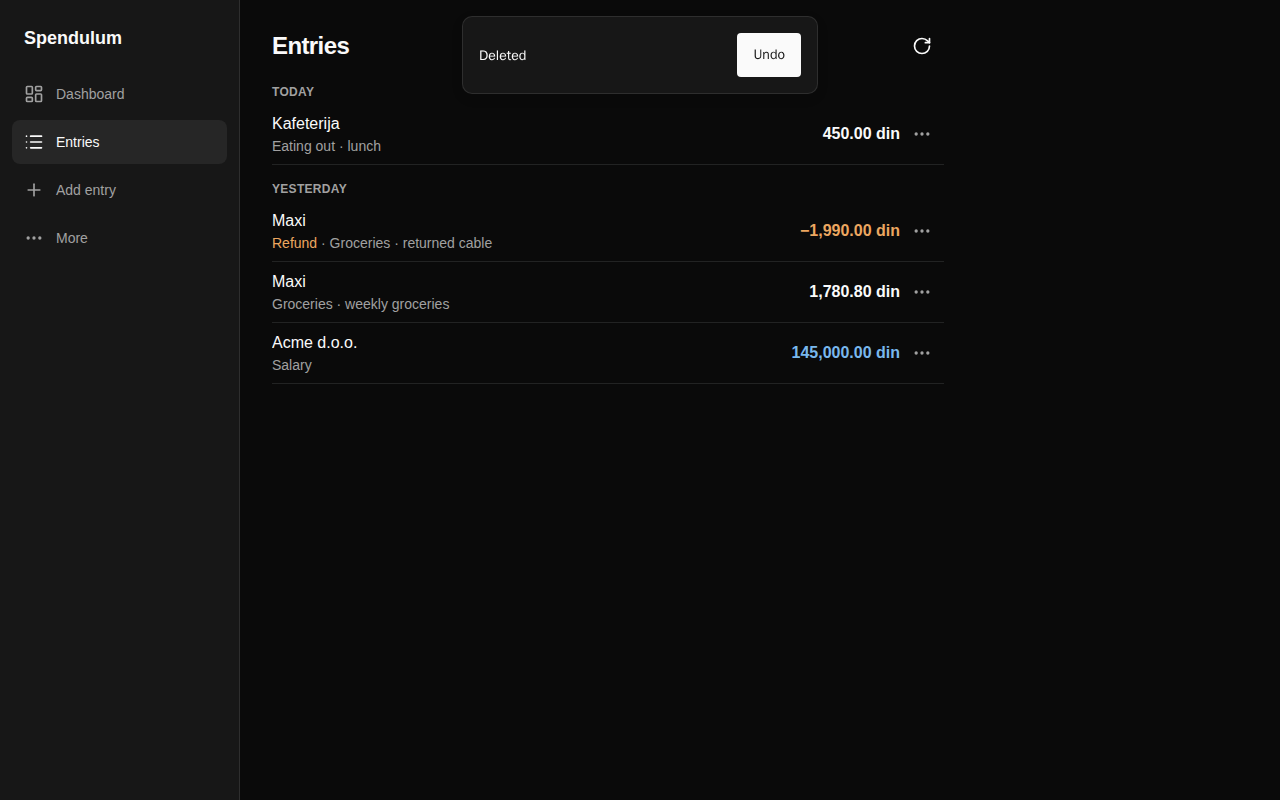 Spendulum
Dashboard
Entries
Add entry
More
Entries
Deleted
Undo
TODAY
Kafeterija
Eating out · lunch
450.00 din
YESTERDAY
Maxi
Refund · Groceries · returned cable
−1,990.00 din
Maxi
Groceries · weekly groceries
1,780.80 din
Acme d.o.o.
Salary
145,000.00 din